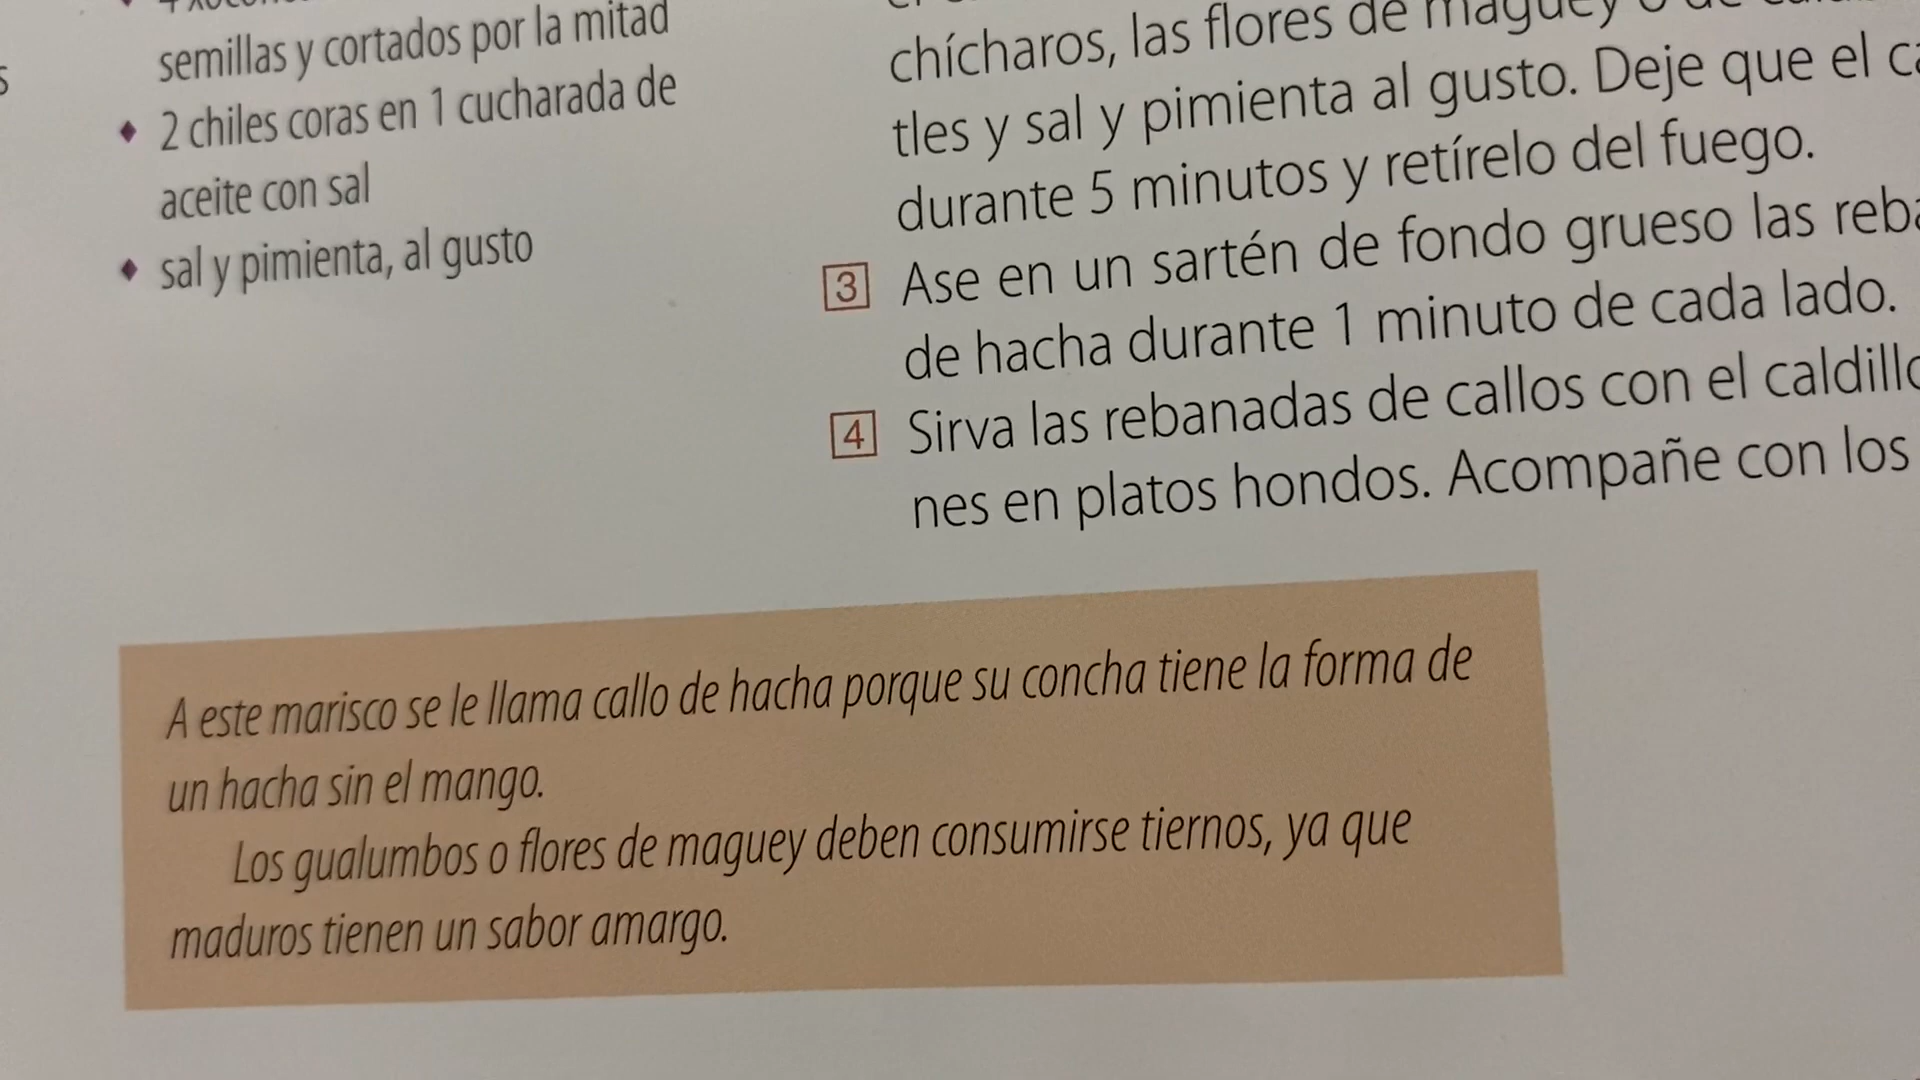 semillas y cortados por la mitad
2 chiles coras en 1 cucharada de
aceite con sal
sal y pimienta, al gusto
chícharos, las flores de maguey o de
tles y sal y pimienta al gusto. Deje que el
durante 5 minutos y retírelo del fuego.
3 Ase en un sartén de fondo grueso las
de hacha durante 1 minuto de cada lado.
4 Sirva las rebanadas de callos con el caldillo
nes en platos hondos. Acompañe con los
A este marisco se le llama callo de hacha porque su concha tiene la forma de
un hacha sin el mango.
Los gualumbos o flores de maguey deben consumirse tiernos, ya que
maduros tienen un sabor amargo.